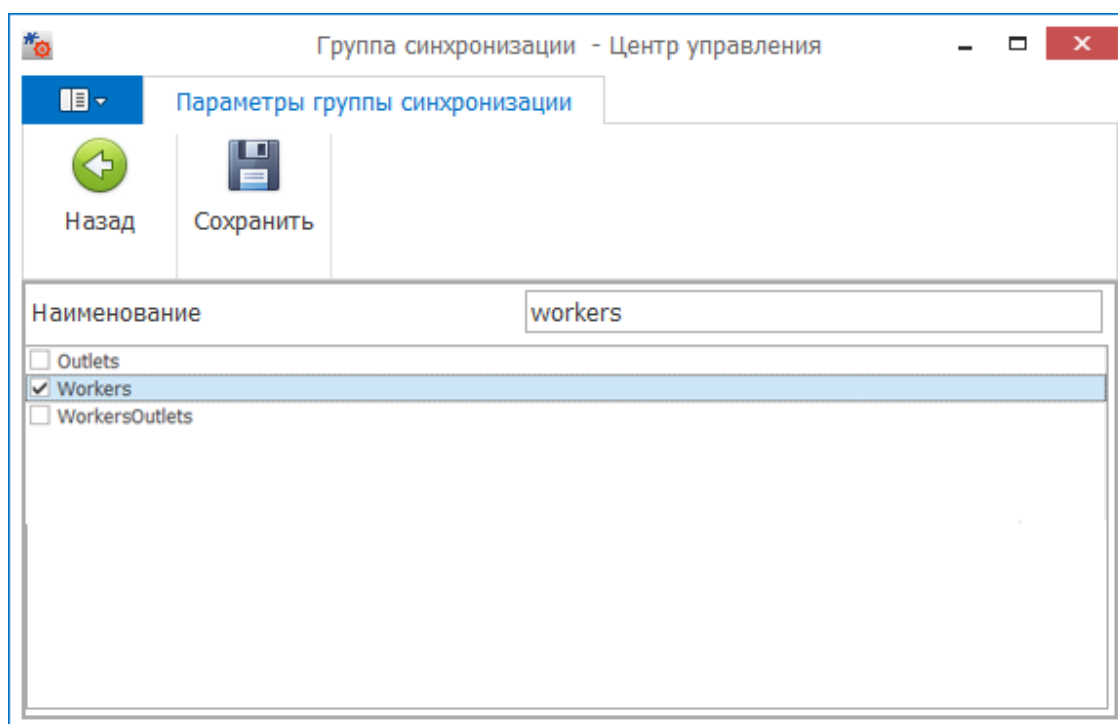 Группа синхронизации - Центр управления
Параметры группы синхронизации
Назад
Сохранить
Наименование
workers
Outlets
Workers
WorkersOutlets